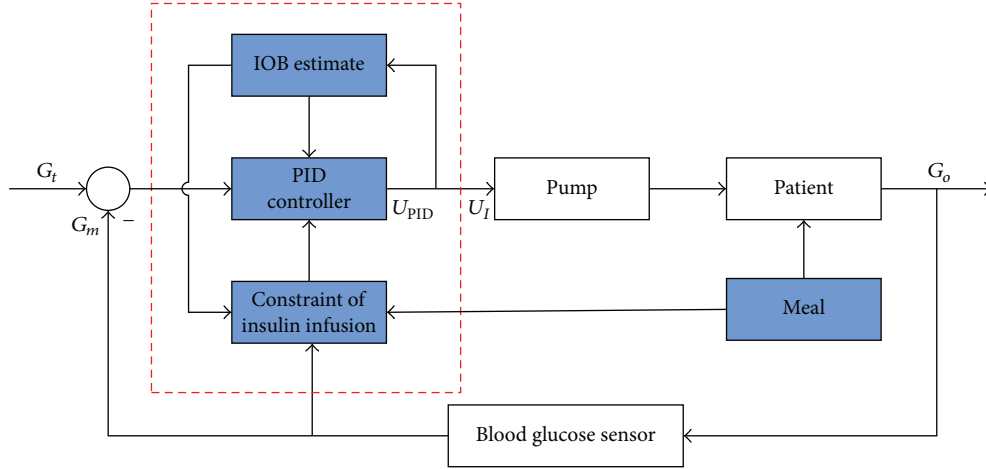 IOB estimate
G_t
PID
controller
Pump
Patient
G_o
G_m
−
U_PID
U_I
Constraint of
insulin infusion
Meal
Blood glucose sensor